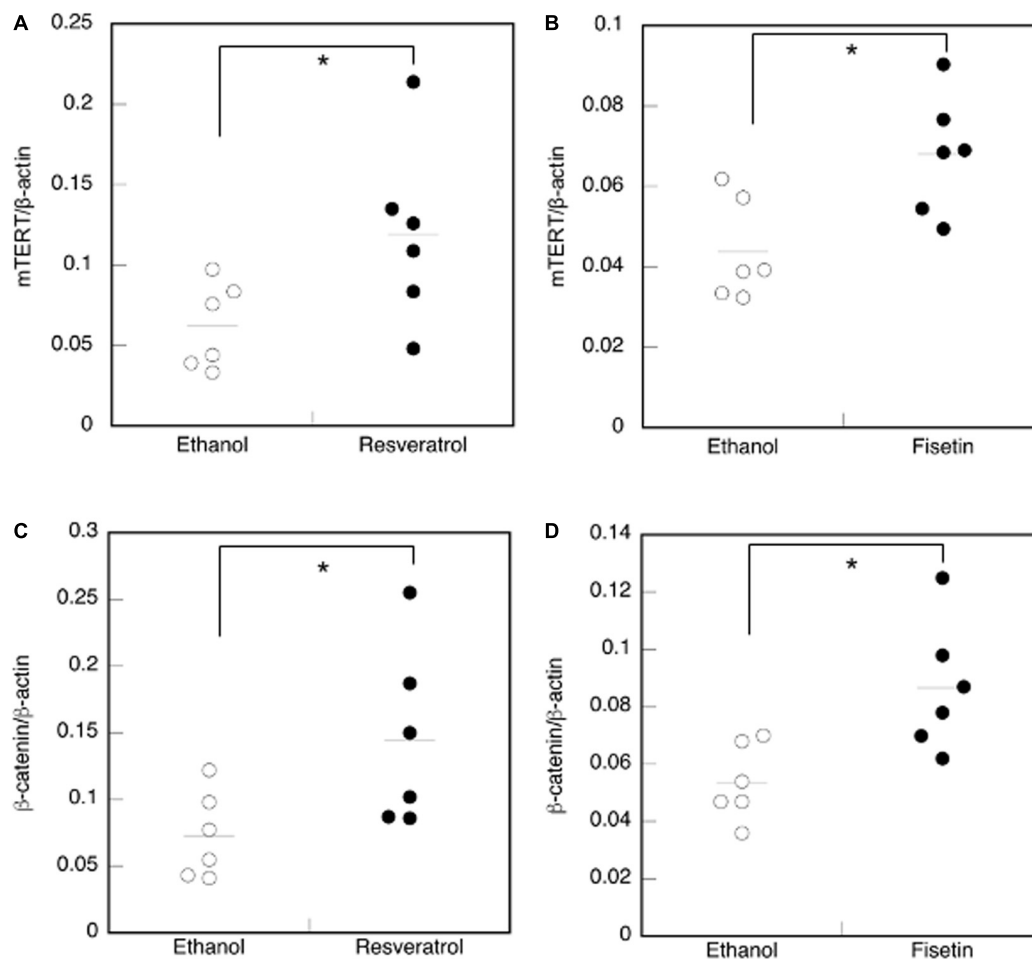 A
mTERT/β-actin
0.25
0.2
0.15
0.1
0.05
0
*
Ethanol
Resveratrol
B
mTERT/β-actin
0.1
0.08
0.06
0.04
0.02
0
*
Ethanol
Fisetin
C
β-catenin/β-actin
0.3
0.25
0.2
0.15
0.1
0.05
0
*
Ethanol
Resveratrol
D
β-catenin/β-actin
0.14
0.12
0.1
0.08
0.06
0.04
0.02
0
*
Ethanol
Fisetin